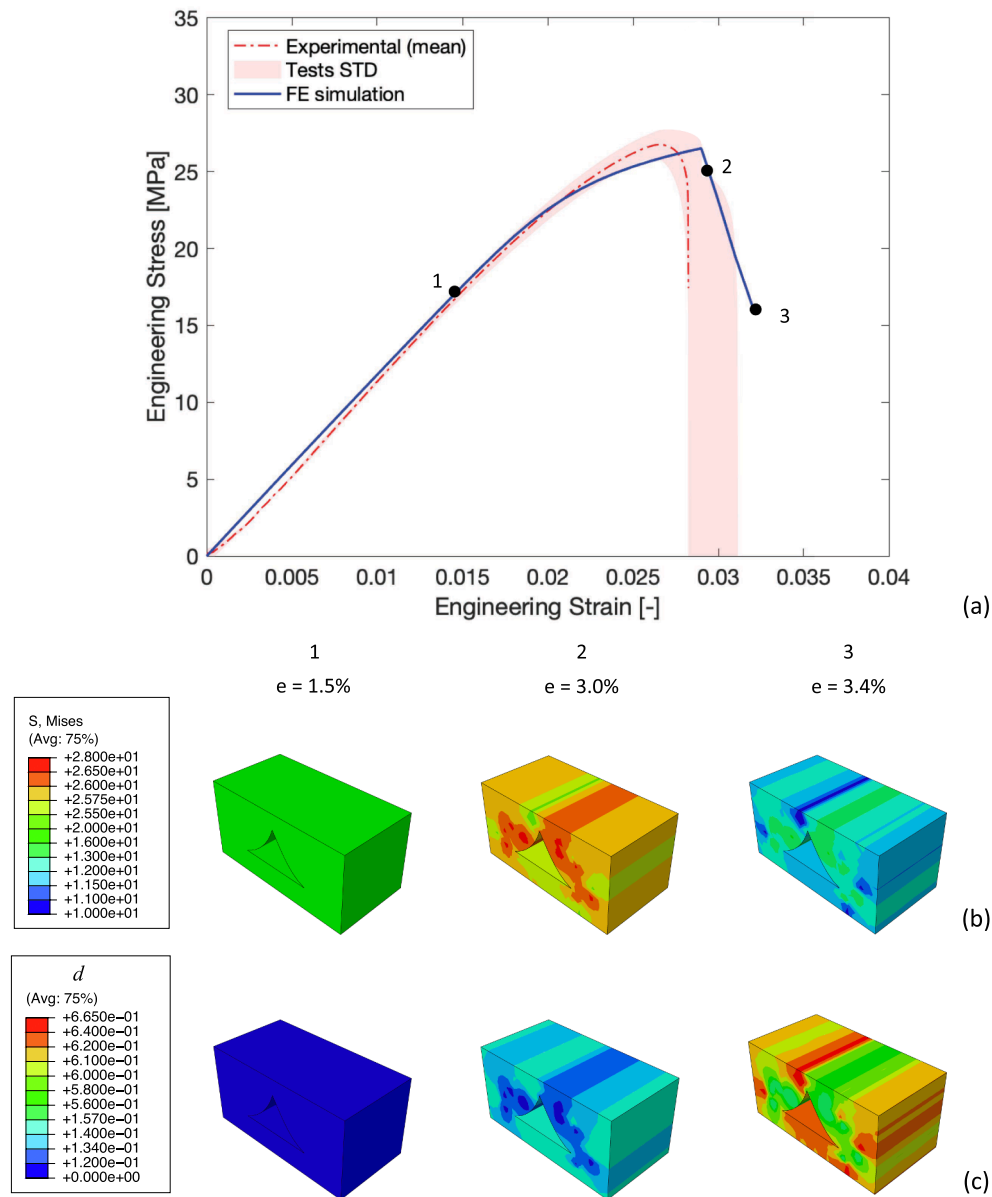 35
30
25
20
15
10
5
0
Engineering Stress [MPa]
Experimental (mean)
Tests STD
FE simulation
1
2
3
0 0.005 0.01 0.015 0.02 0.025 0.03 0.035 0.04
Engineering Strain [-]
(a)
1 2 3
e = 1.5% e = 3.0% e = 3.4%
S, Mises
(Avg: 75%)
+2.800e+01
+2.650e+01
+2.600e+01
+2.575e+01
+2.550e+01
+2.000e+01
+1.600e+01
+1.300e+01
+1.200e+01
+1.150e+01
+1.100e+01
+1.000e+01
(b)
d
(Avg: 75%)
+6.650e−01
+6.400e−01
+6.200e−01
+6.100e−01
+6.000e−01
+5.800e−01
+5.600e−01
+1.570e−01
+1.400e−01
+1.340e−01
+1.200e−01
+0.000e+00
(c)